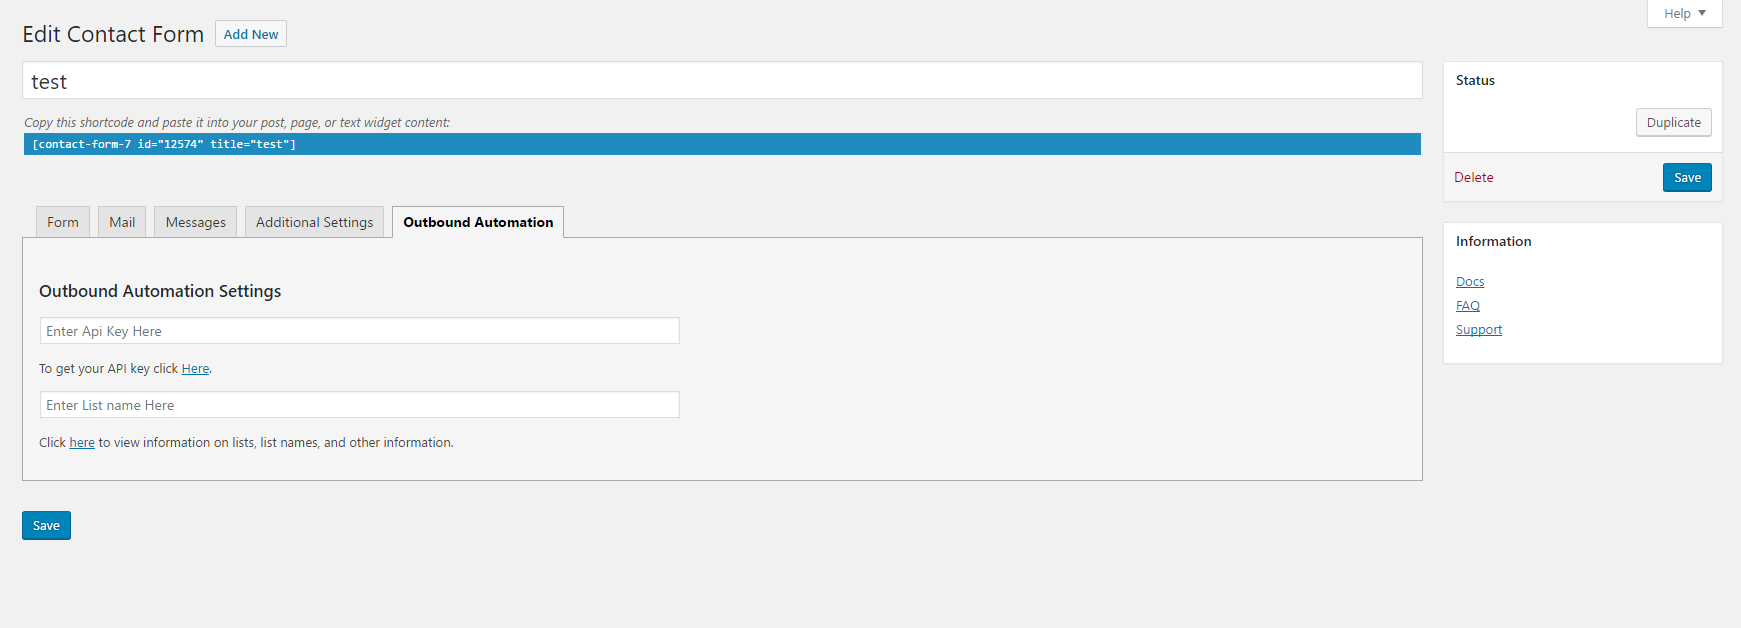 Help
Edit Contact Form Add New
test
Copy this shortcode and paste it into your post, page, or text widget content:
[contact-form-7 id="12574" title="test"]
Status
Duplicate
Delete Save
Form Mail Messages Additional Settings Outbound Automation
Outbound Automation Settings
Enter Api Key Here
To get your API key click Here.
Enter List name Here
Click here to view information on lists, list names, and other information.
Save
Information
Docs
FAQ
Support